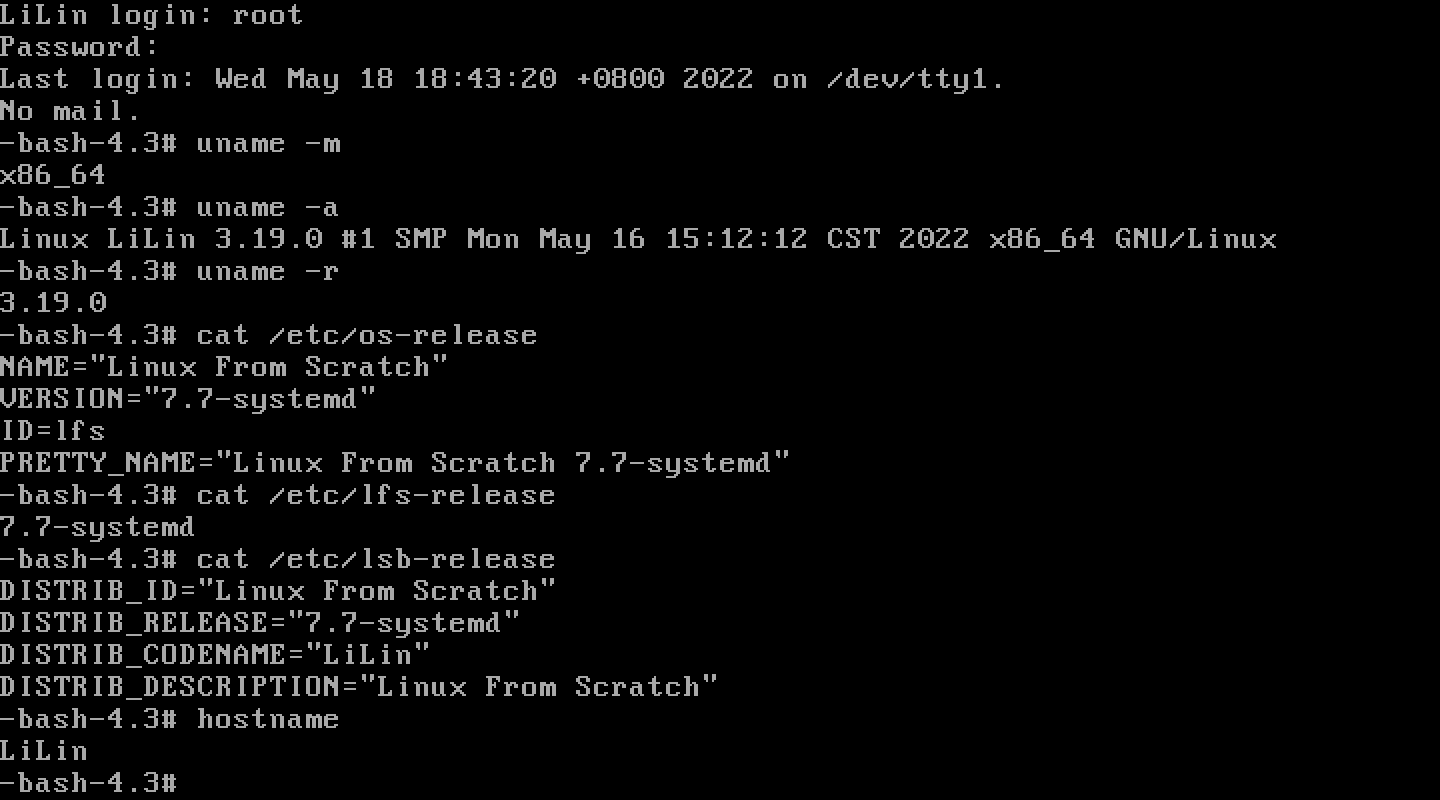 LiLin login: root
Password:
Last login: Wed May 18 18:43:20 +0800 2022 on /dev/tty1.
No mail.
-bash-4.3# uname -m
x86_64
-bash-4.3# uname -a
Linux LiLin 3.19.0 #1 SMP Mon May 16 15:12:12 CST 2022 x86_64 GNU/Linux
-bash-4.3# uname -r
3.19.0
-bash-4.3# cat /etc/os-release
NAME="Linux From Scratch"
VERSION="7.7-systemd"
ID=lfs
PRETTY_NAME="Linux From Scratch 7.7-systemd"
-bash-4.3# cat /etc/lfs-release
7.7-systemd
-bash-4.3# cat /etc/lsb-release
DISTRIB_ID="Linux From Scratch"
DISTRIB_RELEASE="7.7-systemd"
DISTRIB_CODENAME="LiLin"
DISTRIB_DESCRIPTION="Linux From Scratch"
-bash-4.3# hostname
LiLin
-bash-4.3#